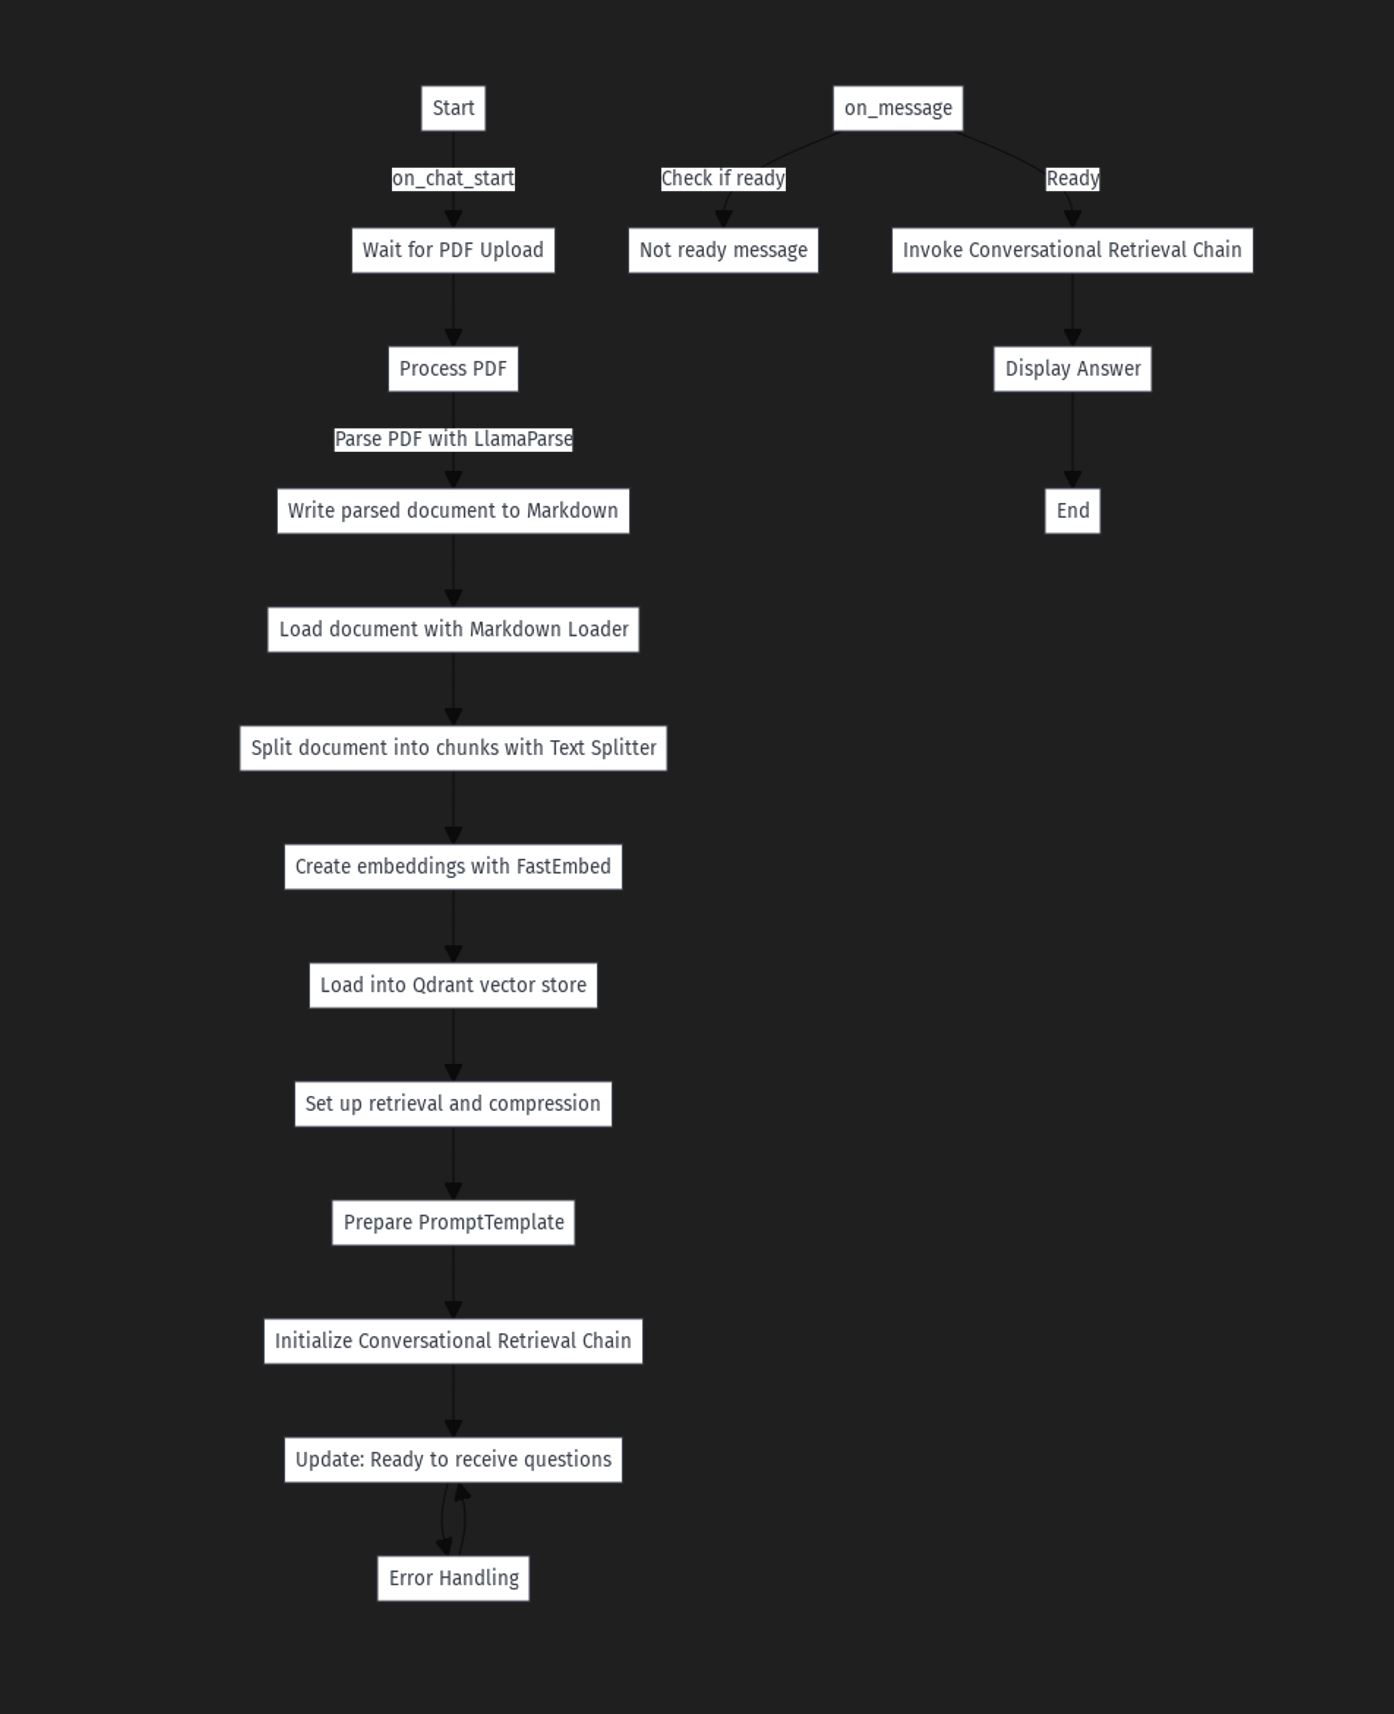 Start
on_chat_start
Wait for PDF Upload
Process PDF
Parse PDF with LlamaParse
Write parsed document to Markdown
Load document with Markdown Loader
Split document into chunks with Text Splitter
Create embeddings with FastEmbed
Load into Qdrant vector store
Set up retrieval and compression
Prepare PromptTemplate
Initialize Conversational Retrieval Chain
Update: Ready to receive questions
Error Handling
on_message
Check if ready
Not ready message
Ready
Invoke Conversational Retrieval Chain
Display Answer
End